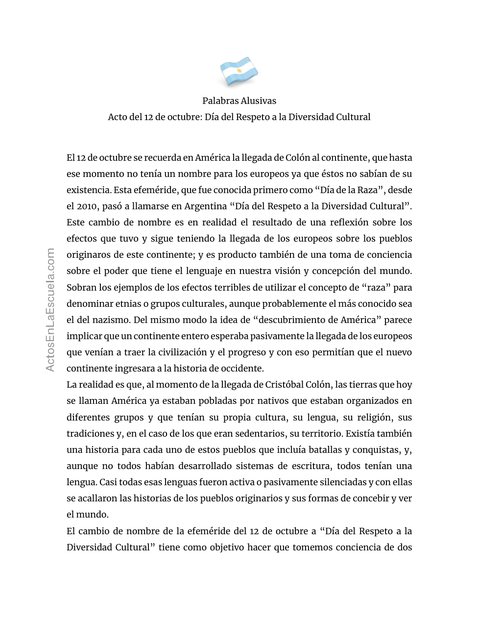 Palabras Alusivas
Acto del 12 de octubre: Día del Respeto a la Diversidad Cultural
El 12 de octubre se recuerda en América la llegada de Colón al continente, que hasta
ese momento no tenía un nombre para los europeos ya que éstos no sabían de su
existencia. Esta efeméride, que fue conocida primero como “Día de la Raza”, desde
el 2010, pasó a llamarse en Argentina “Día del Respeto a la Diversidad Cultural”.
Este cambio de nombre es en realidad el resultado de una reflexión sobre los
efectos que tuvo y sigue teniendo la llegada de los europeos sobre los pueblos
originaros de este continente; y es producto también de una toma de conciencia
sobre el poder que tiene el lenguaje en nuestra visión y concepción del mundo.
Sobran los ejemplos de los efectos terribles de utilizar el concepto de “raza” para
denominar etnias o grupos culturales, aunque probablemente el más conocido sea
el del nazismo. Del mismo modo la idea de “descubrimiento de América” parece
implicar que un continente entero esperaba pasivamente la llegada de los europeos
que venían a traer la civilización y el progreso y con eso permitían que el nuevo
continente ingresara a la historia de occidente.
La realidad es que, al momento de la llegada de Cristóbal Colón, las tierras que hoy
se llaman América ya estaban pobladas por nativos que estaban organizados en
diferentes grupos y que tenían su propia cultura, su lengua, su religión, sus
tradiciones y, en el caso de los que eran sedentarios, su territorio. Existía también
una historia para cada uno de estos pueblos que incluía batallas y conquistas, y,
aunque no todos habían desarrollado sistemas de escritura, todos tenían una
lengua. Casi todas esas lenguas fueron activa o pasivamente silenciadas y con ellas
se acallaron las historias de los pueblos originarios y sus formas de concebir y ver
el mundo.
El cambio de nombre de la efeméride del 12 de octubre a “Día del Respeto a la
Diversidad Cultural” tiene como objetivo hacer que tomemos conciencia de dos
ActosEnLaEscuela.com